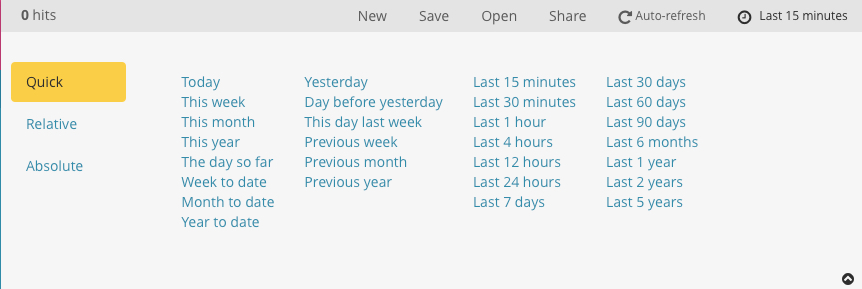 0 hits New Save Open Share Auto-refresh Last 15 minutes
Quick
Relative
Absolute
Today
This week
This month
This year
The day so far
Week to date
Month to date
Year to date
Yesterday
Day before yesterday
This day last week
Previous week
Previous month
Previous year
Last 15 minutes
Last 30 minutes
Last 1 hour
Last 4 hours
Last 12 hours
Last 24 hours
Last 7 days
Last 30 days
Last 60 days
Last 90 days
Last 6 months
Last 1 year
Last 2 years
Last 5 years